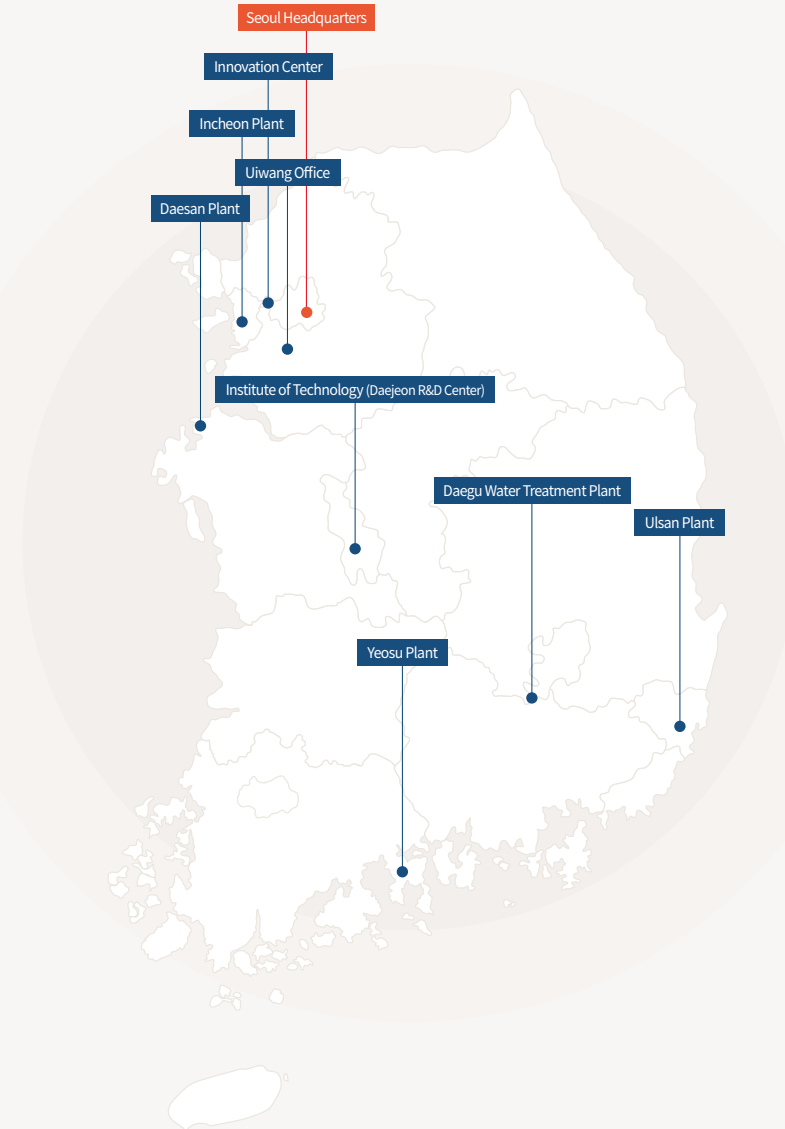 Seoul Headquarters
Innovation Center
Incheon Plant
Uiwang Office
Daesan Plant
Institute of Technology (Daejeon R&D Center)
Daegu Water Treatment Plant
Ulsan Plant
Yeosu Plant